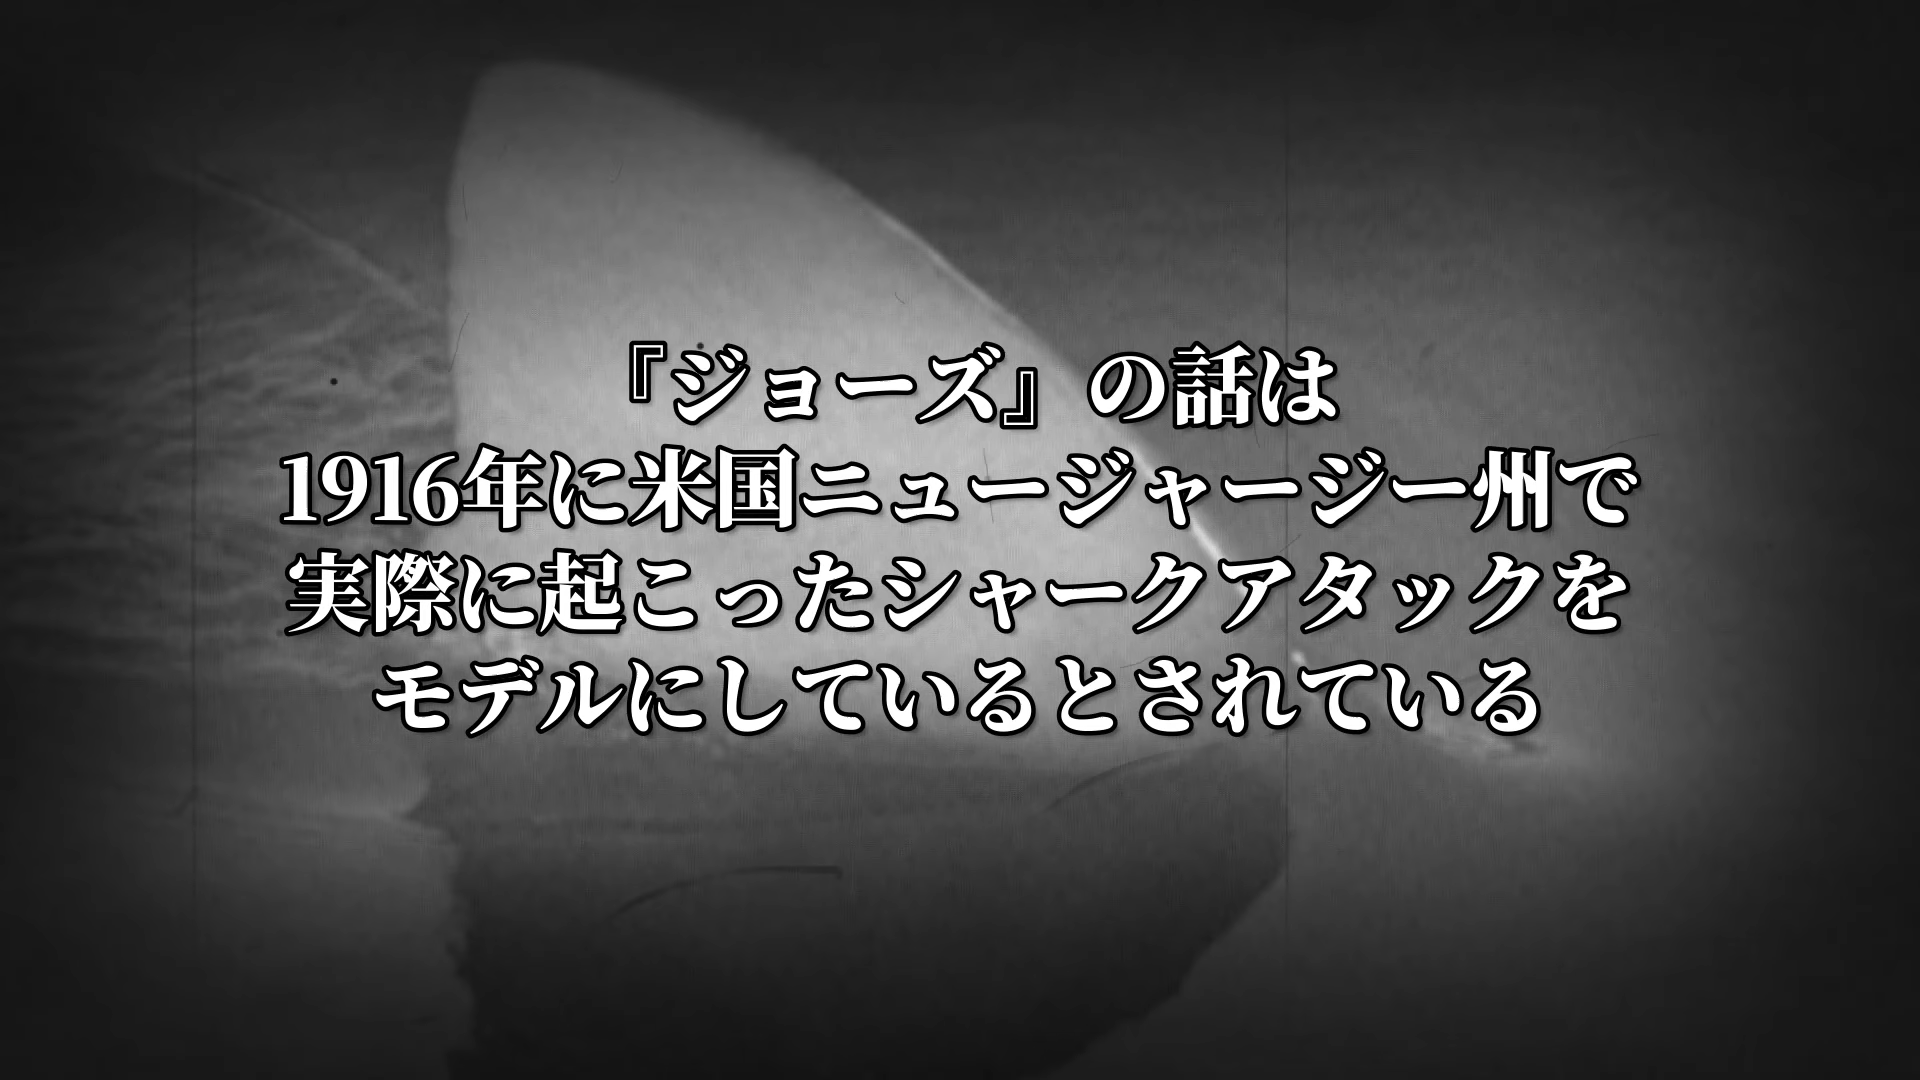 『ジョーズ』の話は
1916年に米国ニュージャージー州で
実際に起こったシャークアタックを
モデルにしているとされている